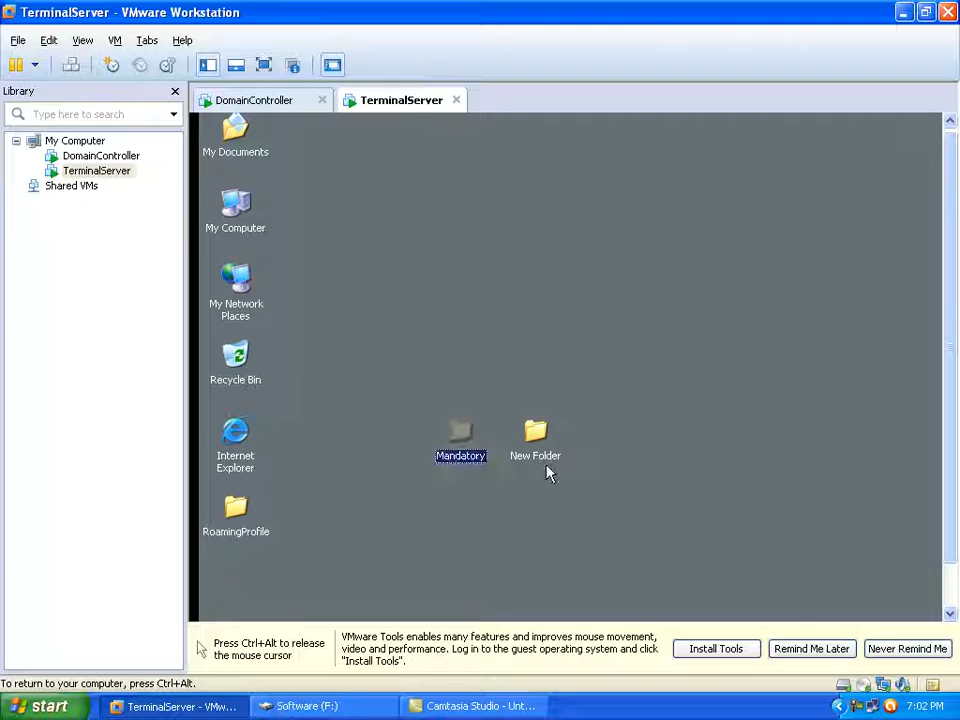 TerminalServer - VMware Workstation
File Edit View VM Tabs Help
Library
Type here to search
DomainController
TerminalServer
My Computer
DomainController
TerminalServer
Shared VMs
My Documents
My Computer
My Network
Places
Recycle Bin
Internet
Explorer
RoamingProfile
Mandatory
New Folder
Press Ctrl+Alt to release
the mouse cursor
VMware Tools enables many features and improves mouse movement,
video and performance. Log in to the guest operating system and click
"Install Tools".
Install Tools
Remind Me Later
Never Remind Me
To return to your computer, press Ctrl+Alt.
start
TerminalServer - VMw...
Software (F:)
Camtasia Studio - Unt...
7:02 PM